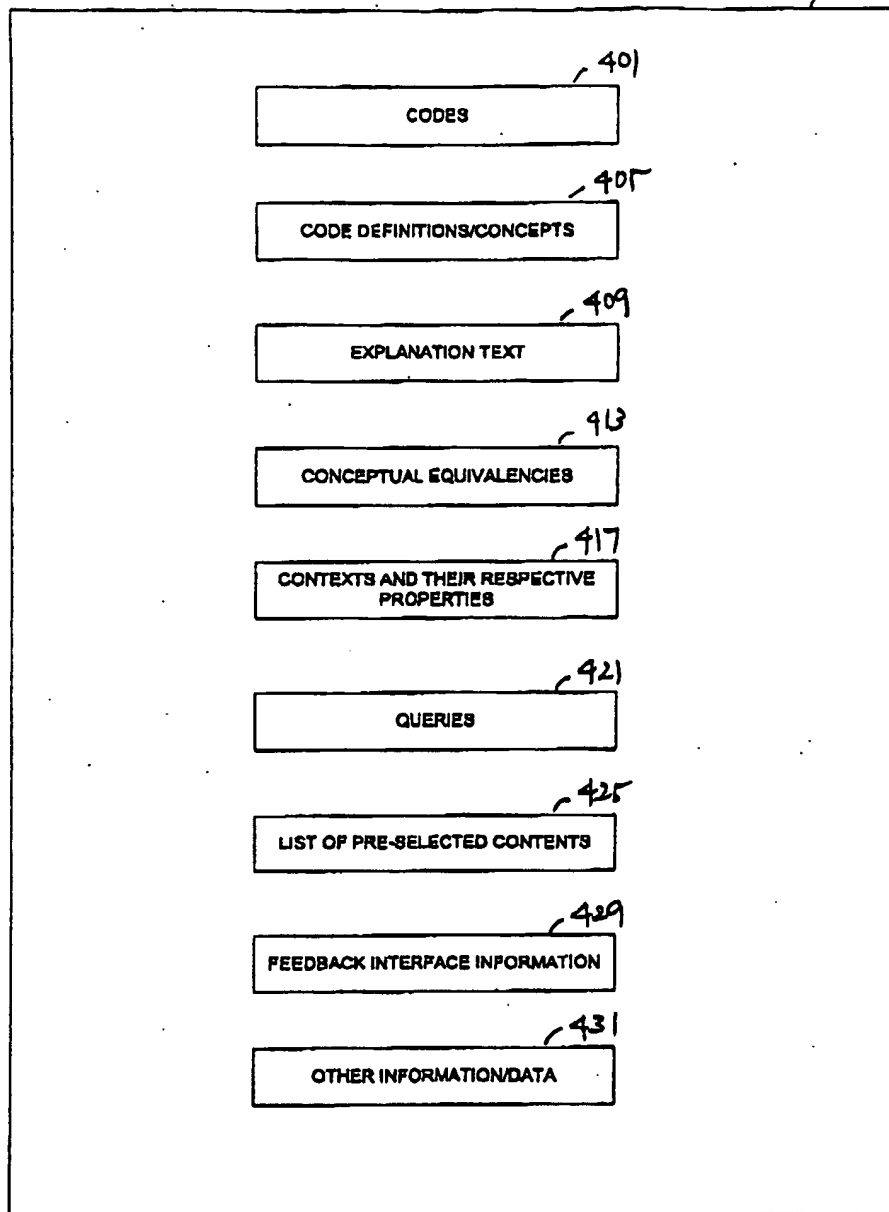 401
CODES
405
CODE DEFINITIONS/CONCEPTS
409
EXPLANATION TEXT
413
CONCEPTUAL EQUIVALENCIES
417
CONTEXTS AND THEIR RESPECTIVE
PROPERTIES
421
QUERIES
425
LIST OF PRE-SELECTED CONTENTS
429
FEEDBACK INTERFACE INFORMATION
431
OTHER INFORMATION/DATA